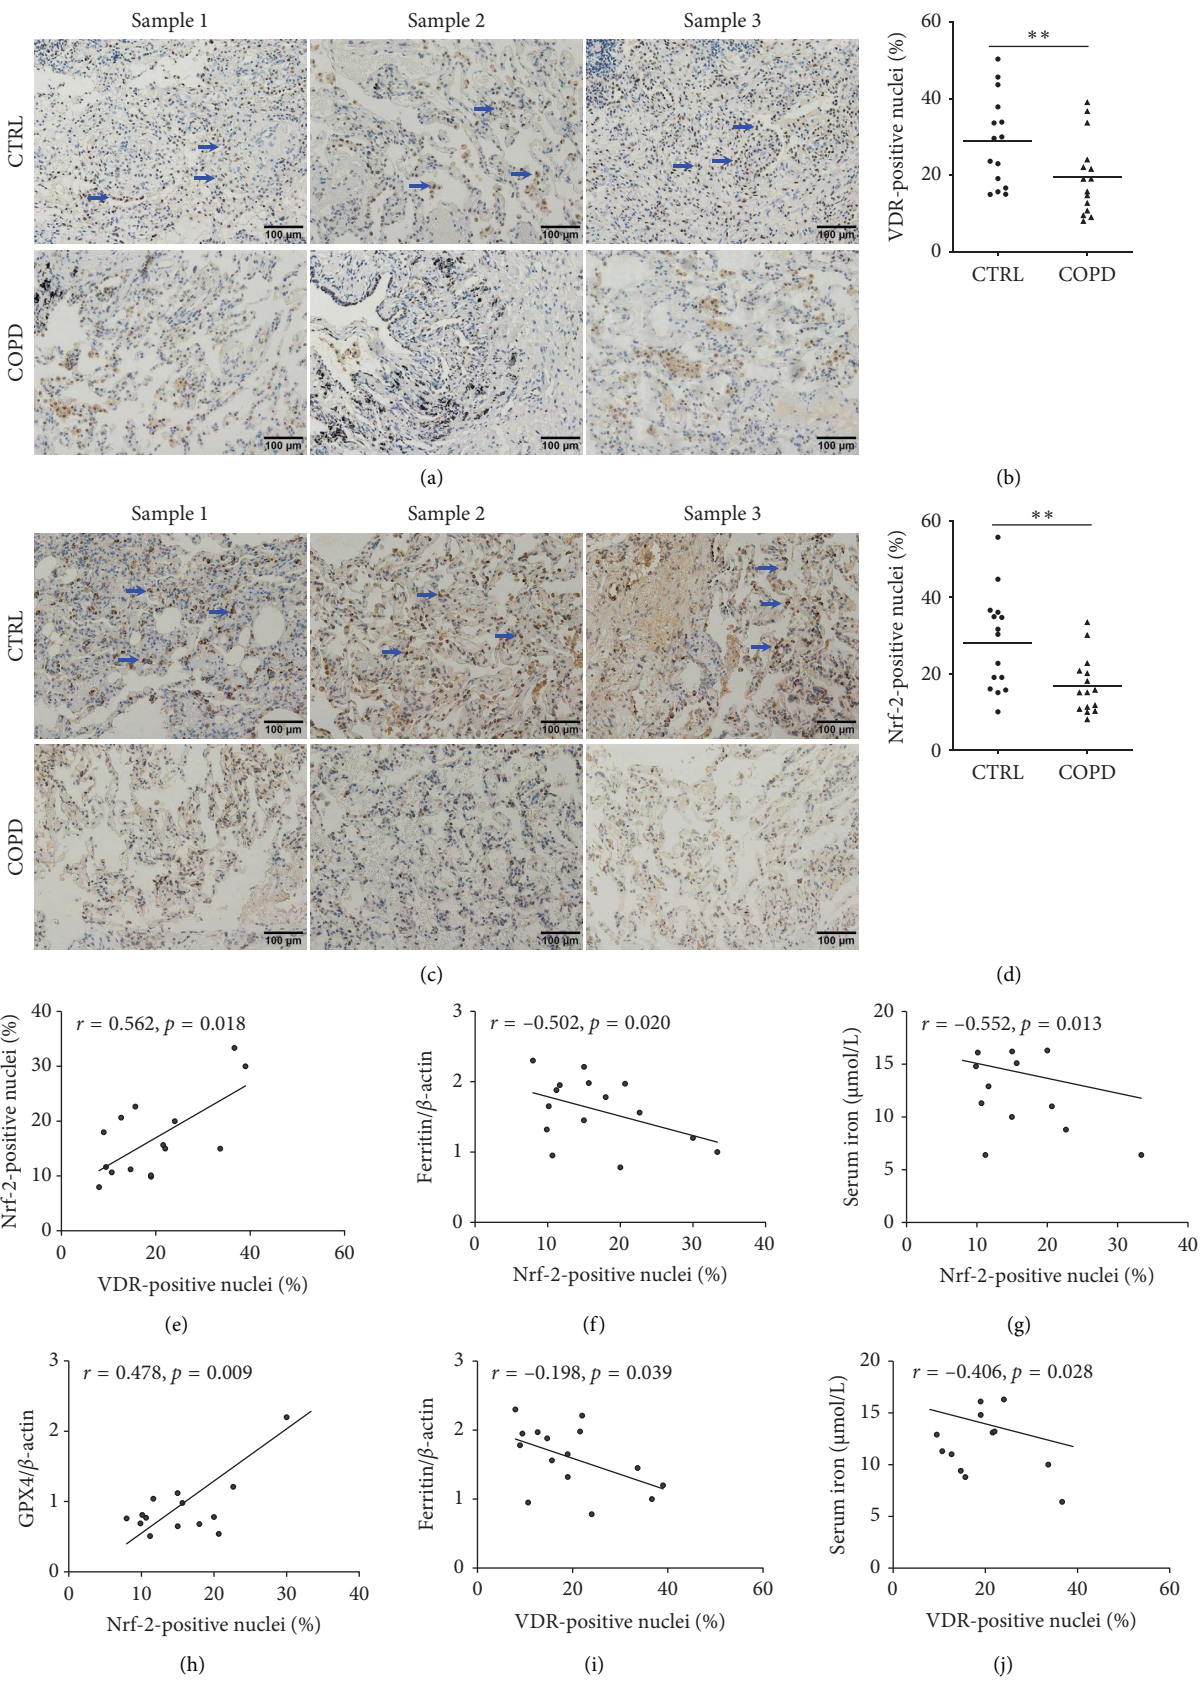 Sample 1
Sample 2
Sample 3
CTRL
100 μm
100 μm
100 μm
COPD
100 μm
100 μm
100 μm
(a)
VDR-positive nuclei (%)
60
40
20
0
**
CTRL
COPD
(b)
Sample 1
Sample 2
Sample 3
CTRL
100 μm
100 μm
100 μm
COPD
100 μm
100 μm
100 μm
(c)
Nrf-2-positive nuclei (%)
60
40
20
0
**
CTRL
COPD
(d)
Nrf-2-positive nuclei (%)
40
30
20
10
0
r = 0.562, p = 0.018
0 20 40 60
VDR-positive nuclei (%)
(e)
Ferritin/β-actin
3
2
1
0
r = –0.502, p = 0.020
0 10 20 30 40
Nrf-2-positive nuclei (%)
(f)
Serum iron (μmol/L)
20
15
10
5
0
r = –0.552, p = 0.013
0 10 20 30 40
Nrf-2-positive nuclei (%)
(g)
GPX4/β-actin
3
2
1
0
r = 0.478, p = 0.009
0 10 20 30 40
Nrf-2-positive nuclei (%)
(h)
Ferritin/β-actin
3
2
1
0
r = –0.198, p = 0.039
0 20 40 60
VDR-positive nuclei (%)
(i)
Serum iron (μmol/L)
20
15
10
5
0
r = –0.406, p = 0.028
0 20 40 60
VDR-positive nuclei (%)
(j)